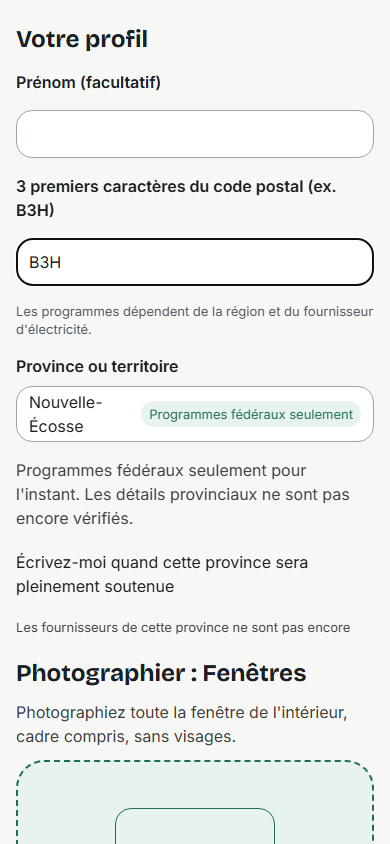 Votre profil
Prénom (facultatif)
3 premiers caractères du code postal (ex.
B3H)
B3H
Les programmes dépendent de la région et du fournisseur
d'électricité.
Province ou territoire
Nouvelle-
Écosse
Programmes fédéraux seulement
Programmes fédéraux seulement pour
l'instant. Les détails provinciaux ne sont pas
encore vérifiés.
Écrivez-moi quand cette province sera
pleinement soutenue
Les fournisseurs de cette province ne sont pas encore
Photographier : Fenêtres
Photographiez toute la fenêtre de l'intérieur,
cadre compris, sans visages.